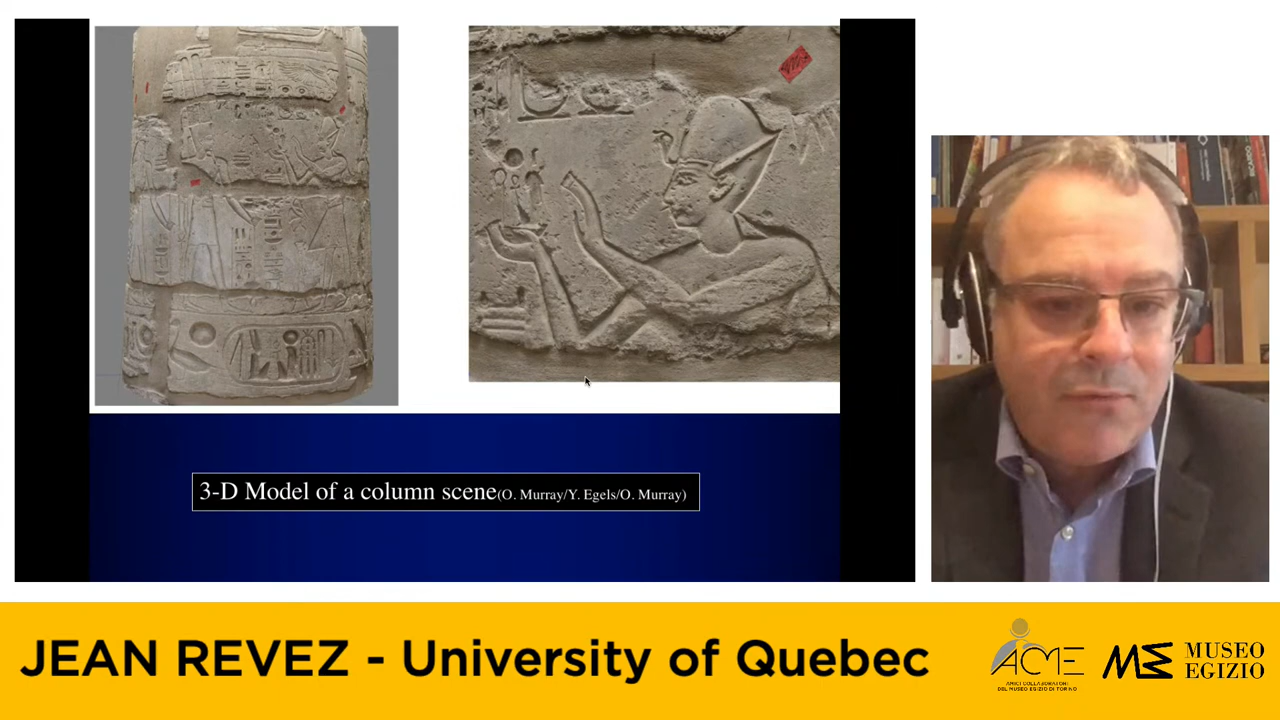 3-D Model of a column scene(O. Murray/Y. Egels/O. Murray)
JEAN REVEZ - University of Quebec
ACME
AMICI COLLABORATORI
DEL MUSEO EGIZIO DI TORINO
ME
MUSEO
EGIZIO